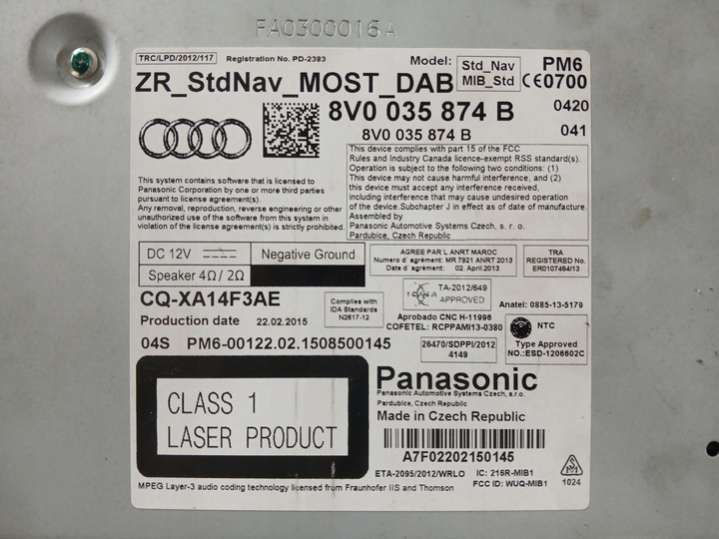 FA0300016A
TRC/LPD/2012/117 Registration No. PD-2383
Model: Std_Nav
MIB_Std
PM6
ZR_StdNav_MOST_DAB
CE0700
8V0 035 874 B
0420
8V0 035 874 B
041
This device complies with part 15 of the FCC
Rules and Industry Canada licence-exempt RSS standard(s).
Operation is subject to the following two conditions: (1)
This device may not cause harmful interference, and (2)
this device must accept any interference received,
including interference that may cause undesired operation
of the device.Subchapter J in effect as of date of manufacture.
Assembled by
Panasonic Automotive Systems Czech, s. r.o.
Pardubice, Czech Republic
This system contains software that is licensed to
Panasonic Corporation by one or more third parties
pursuant to license agreement(s).
Any removal, reproduction, reverse engineering or other
unauthorized use of the software from this system in
violation of the license agreement(s) is strictly prohibited.
DC 12V Negative Ground
Speaker 4Ω / 2Ω
AGREE PAR L ANRT MAROC
Numero d agrement: MR 7921 ANRT 2013
Date d agrement: 02. April.2013
TRA
REGISTERED No.
ER0107464/13
CQ-XA14F3AE
Production date 22.02.2015
Complies with
IDA Standards
N2617-12
TA-2012/649
APPROVED
Anatel: 0885-13-5179
Aprobado CNC H-11996
COFETEL: RCPPAMI13-0380
NTC
Type Approved
NO.:ESD-1206602C
04S PM6-00122.02.1508500145
26470/SDPPI/2012
4149
CLASS 1
LASER PRODUCT
Panasonic
Panasonic Automotive Systems Czech, s.r.o.
Pardubice, Czech Republic
Made in Czech Republic
A7F02202150145
ETA-2095/2012/WRLO IC: 216R-MIB1
FCC ID: WUQ-MIB1
1024
MPEG Layer-3 audio coding technology licensed from Fraunhofer IIS and Thomson